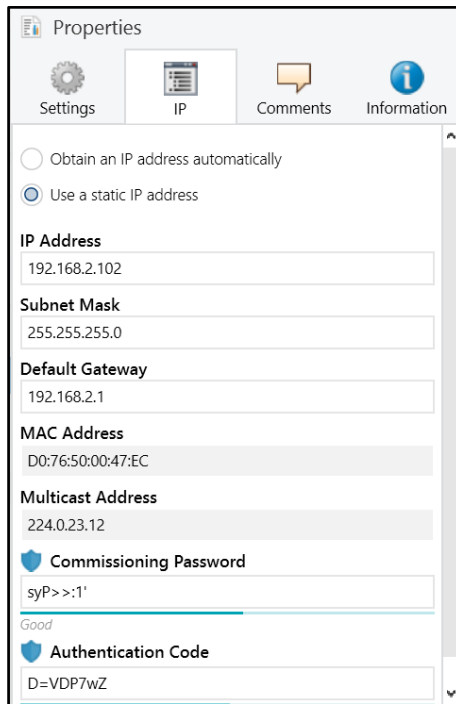 Properties
Settings IP Comments Information
Obtain an IP address automatically
Use a static IP address
IP Address
192.168.2.102
Subnet Mask
255.255.255.0
Default Gateway
192.168.2.1
MAC Address
D0:76:50:00:47:EC
Multicast Address
224.0.23.12
Commissioning Password
syP>>:1'
Good
Authentication Code
D=VDP7wZ